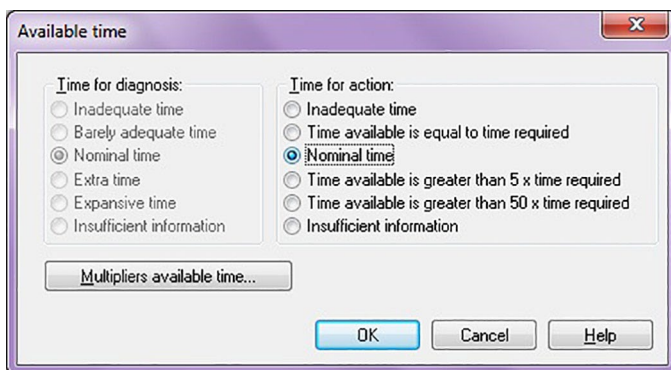 Available time
Time for diagnosis:
Inadequate time
Barely adequate time
Nominal time
Extra time
Expansive time
Insufficient information
Time for action:
Inadequate time
Time available is equal to time required
Nominal time
Time available is greater than 5 x time required
Time available is greater than 50 x time required
Insufficient information
Multipliers available time...
OK
Cancel
Help